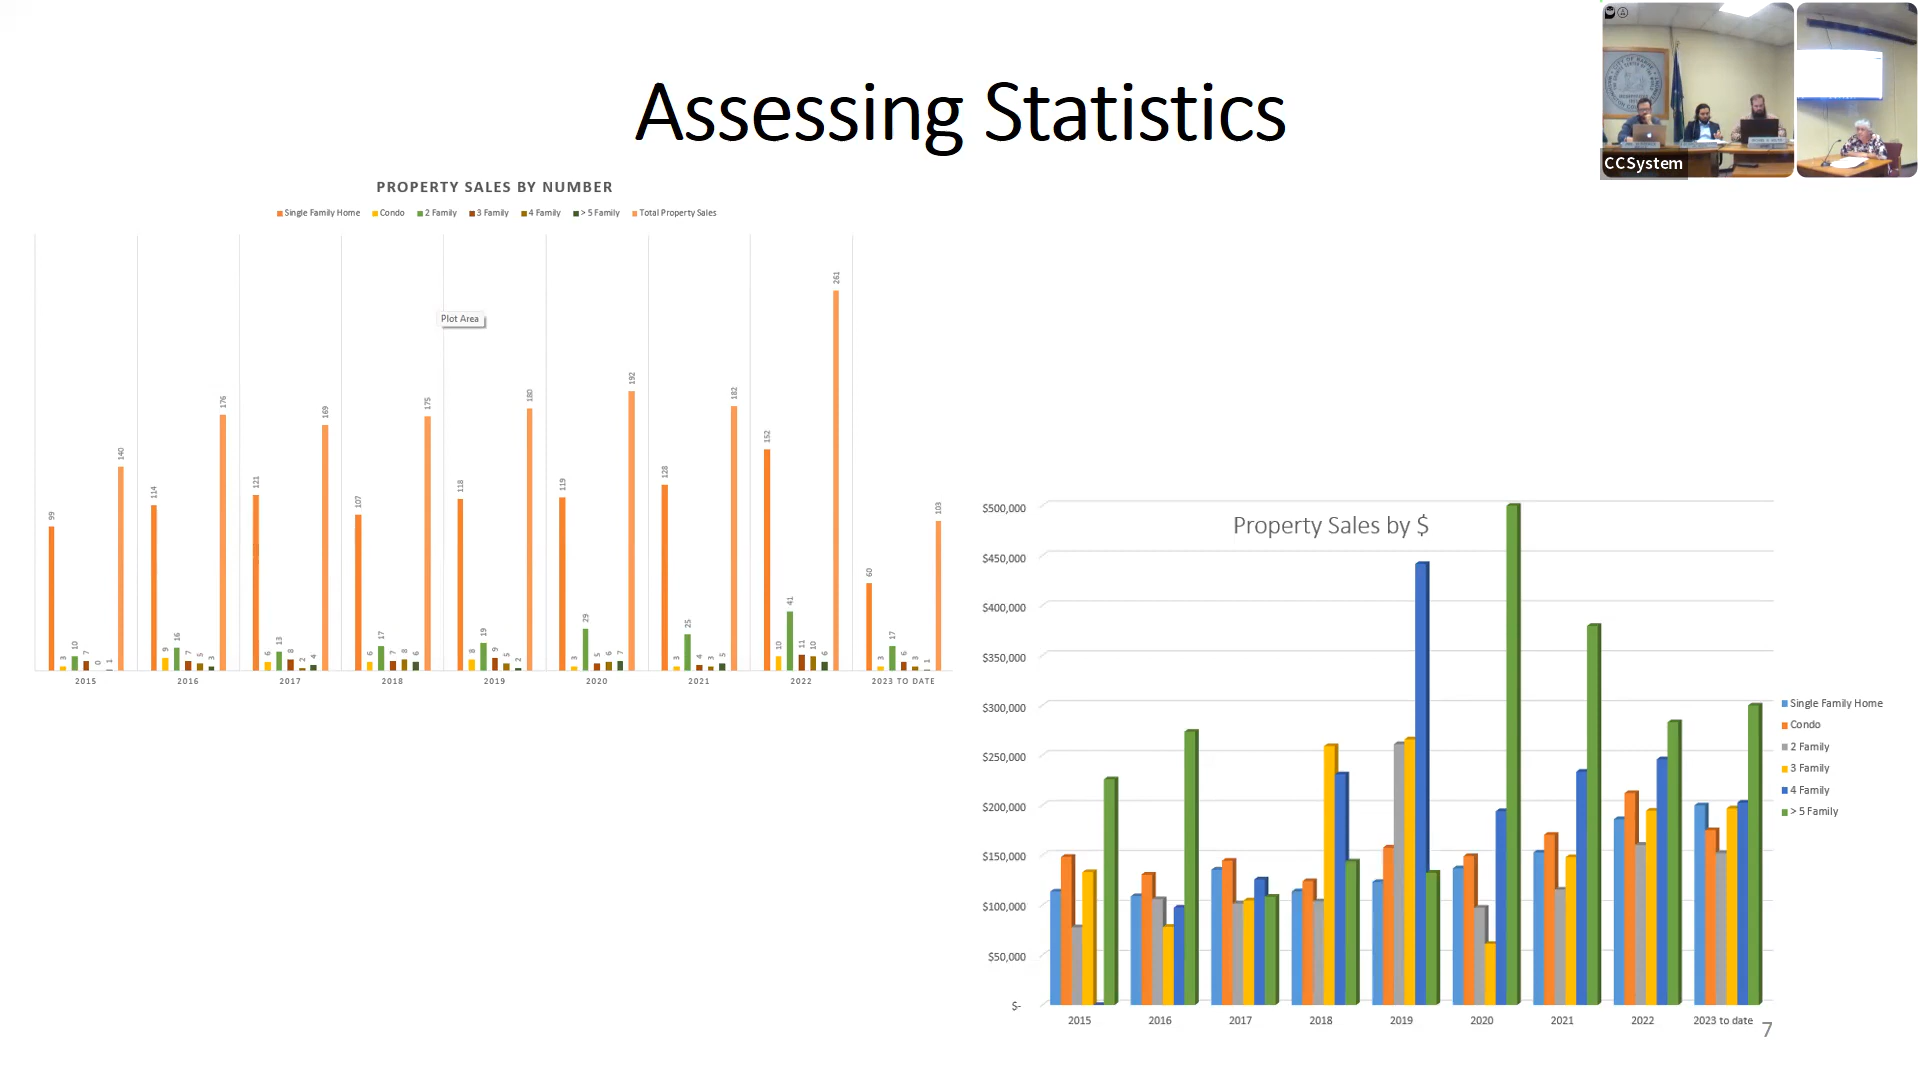 Assessing Statistics
CCSystem
PROPERTY SALES BY NUMBER
Single Family Home Condo 2 Family 3 Family 4 Family > 5 Family Total Property Sales
Plot Area
99 3 10 7 0 1 140
114 9 16 7 5 3 176
121 6 13 8 2 4 169
107 6 17 7 8 6 175
118 8 19 9 5 2 180
119 3 29 5 6 7 192
128 3 25 4 3 5 182
152 10 41 11 10 6 261
60 3 17 6 3 1 103
2015 2016 2017 2018 2019 2020 2021 2022 2023 TO DATE
Property Sales by $
$500,000
$450,000
$400,000
$350,000
$300,000
$250,000
$200,000
$150,000
$100,000
$50,000
$-
2015 2016 2017 2018 2019 2020 2021 2022 2023 to date
Single Family Home
Condo
2 Family
3 Family
4 Family
> 5 Family
7